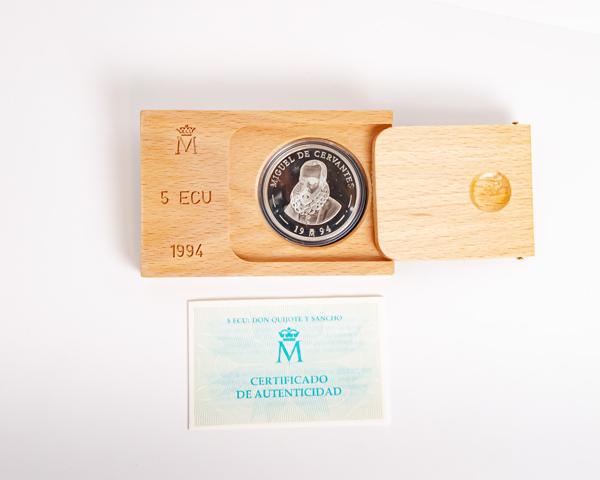 M
5 ECU
1994
MIGUEL DE CERVANTES
19 M 94
5 ECU: DON QUIJOTE Y SANCHO
M
CERTIFICADO
DE AUTENTICIDAD